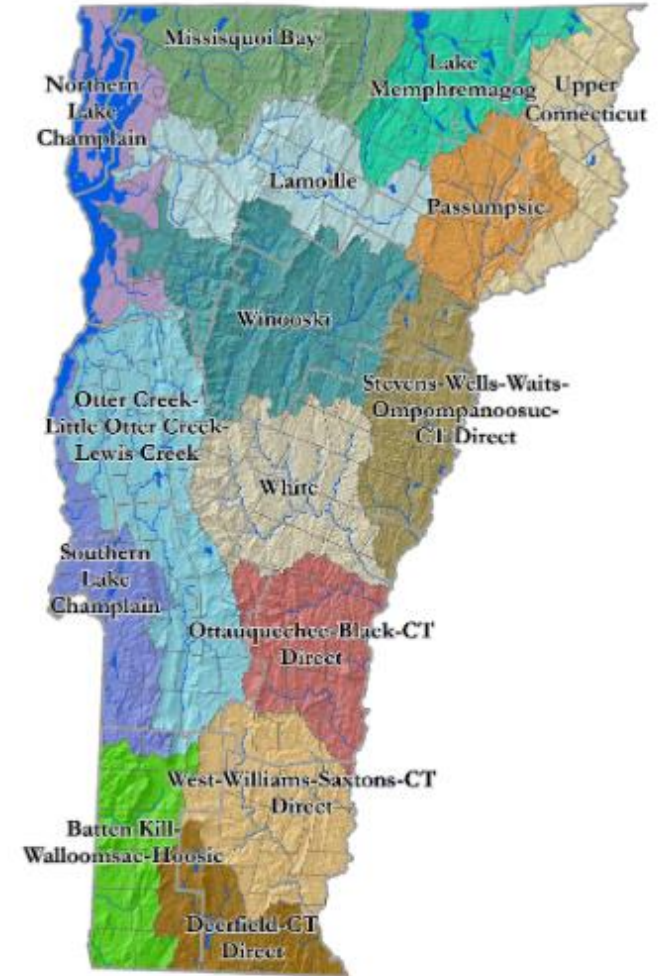 Missisquoi Bay
Lake
Memphremagog
Upper
Connecticut
Northern
Lake
Champlain
Lamoille
Passumpsic
Winooski
Stevens-Wells-Waits-
Ompompanoosuc-
CT Direct
Otter Creek-
Little Otter Creek-
Lewis Creek
White
Southern
Lake
Champlain
Ottauquechee-Black-CT
Direct
West-Williams-Saxtons-CT
Direct
Batten Kill-
Walloomsac-Hoosic
Deerfield-CT
Direct